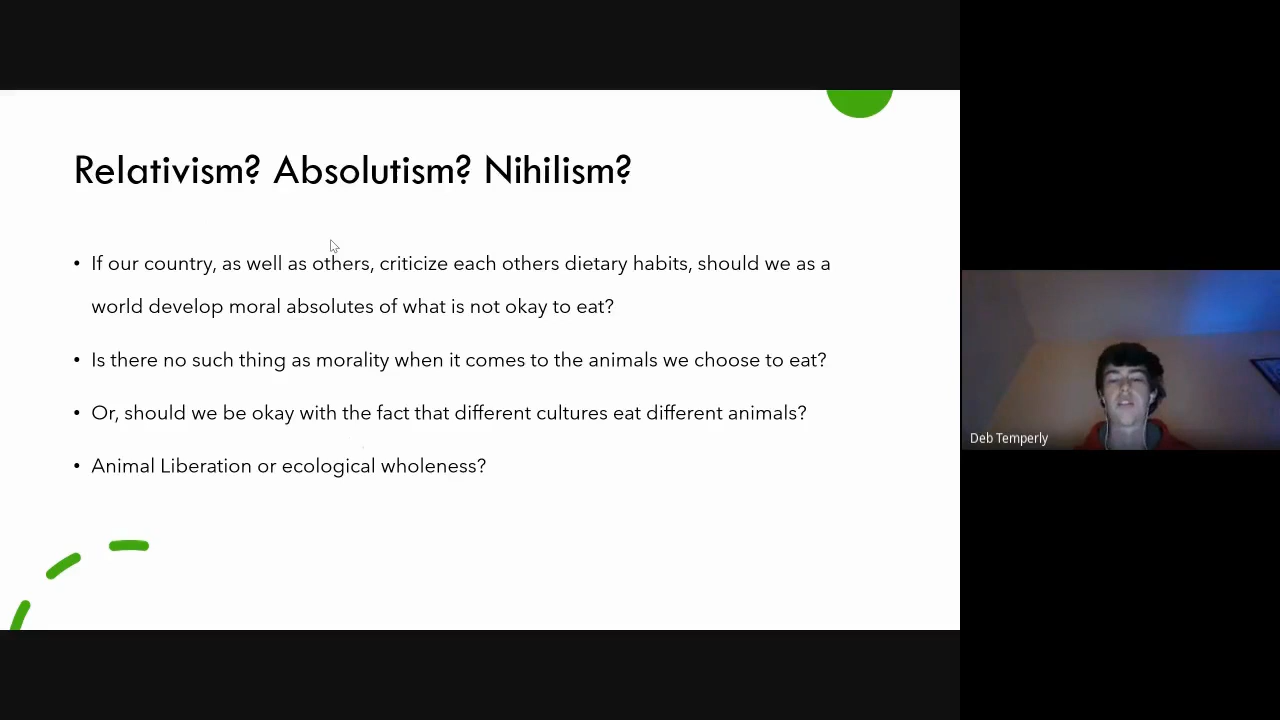 Relativism? Absolutism? Nihilism?
• If our country, as well as others, criticize each others dietary habits, should we as a
world develop moral absolutes of what is not okay to eat?
• Is there no such thing as morality when it comes to the animals we choose to eat?
• Or, should we be okay with the fact that different cultures eat different animals?
• Animal Liberation or ecological wholeness?
Deb Temperly